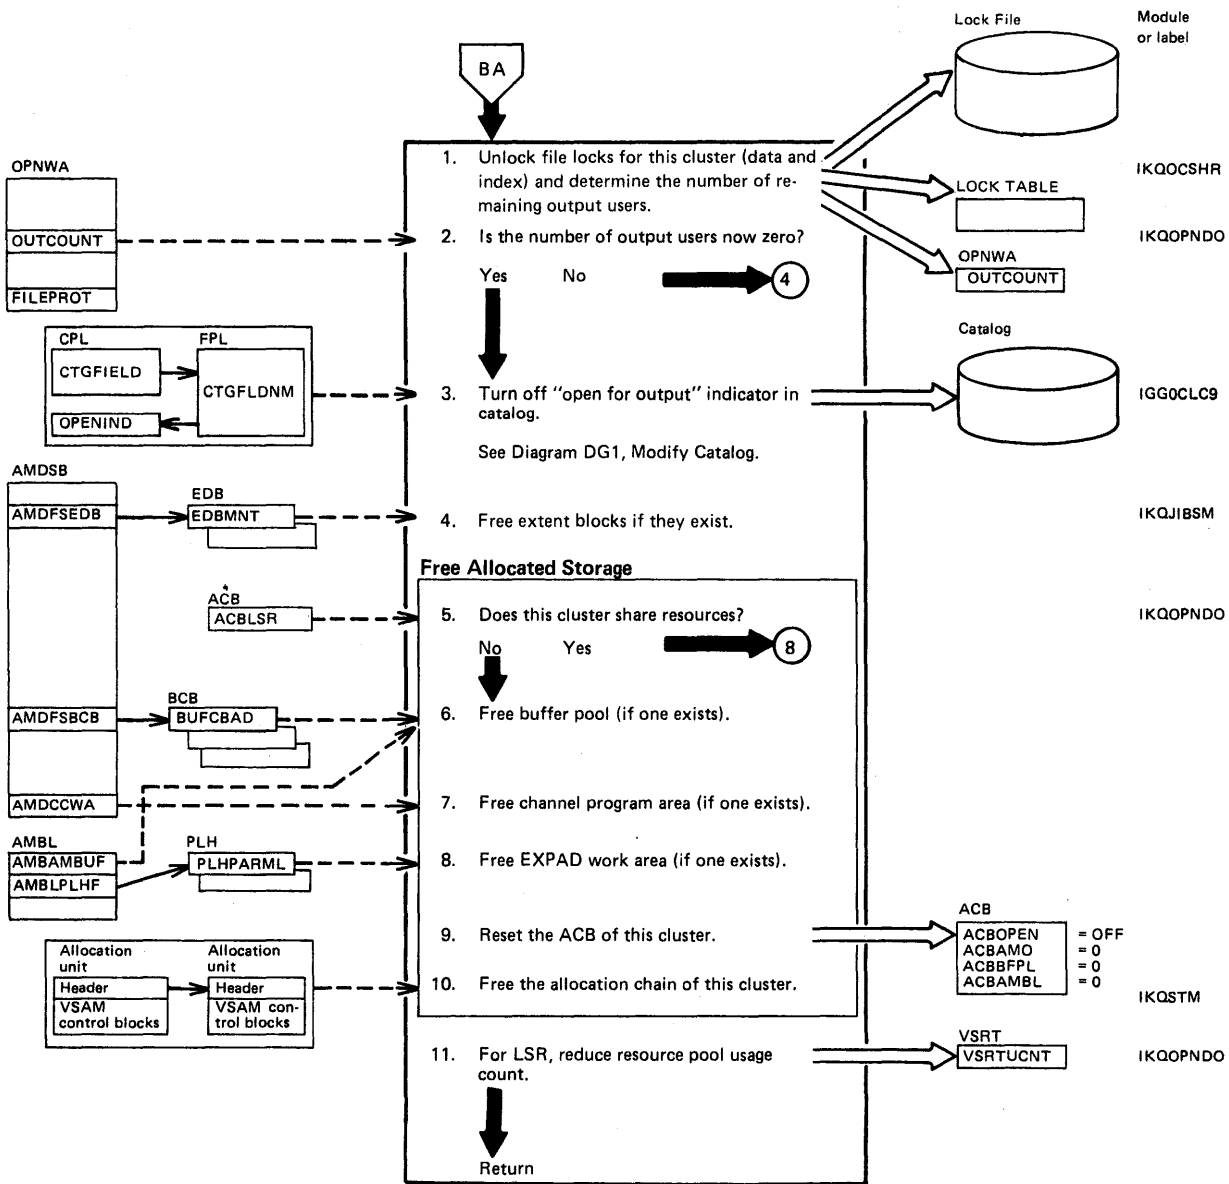 Lock File
Module
or label
BA
OPNWA
OUTCOUNT
FILEPROT
1. Unlock file locks for this cluster (data and
index) and determine the number of re-
maining output users.
IKQOCSHR
LOCK TABLE
2. Is the number of output users now zero?
IKQOPNDO
Yes No 4
OPNWA
OUTCOUNT
CPL FPL
CTGFIELD
CTGFLDNM
OPENIND
Catalog
3. Turn off "open for output" indicator in
catalog.
IGG0CLC9
See Diagram DG1, Modify Catalog.
AMDSB
AMDFSEDB
EDB
EDBMNT
4. Free extent blocks if they exist.
IKQJIBSM
Free Allocated Storage
ACB
ACBLSR
5. Does this cluster share resources?
IKQOPNDO
No Yes 8
AMDFSBCB
BCB
BUFCBAD
6. Free buffer pool (if one exists).
AMDCCWA
7. Free channel program area (if one exists).
AMBL
AMBAMBUF
AMBLPLHF
PLH
PLHPARML
8. Free EXPAD work area (if one exists).
9. Reset the ACB of this cluster.
ACB
ACBOPEN = OFF
ACBAMO = 0
ACBBFPL = 0
ACBAMBL = 0
Allocation
unit
Header
VSAM
control blocks
Allocation
unit
Header
VSAM con-
trol blocks
10. Free the allocation chain of this cluster.
IKQSTM
11. For LSR, reduce resource pool usage
count.
VSRT
VSRTUCNT
IKQOPNDO
Return